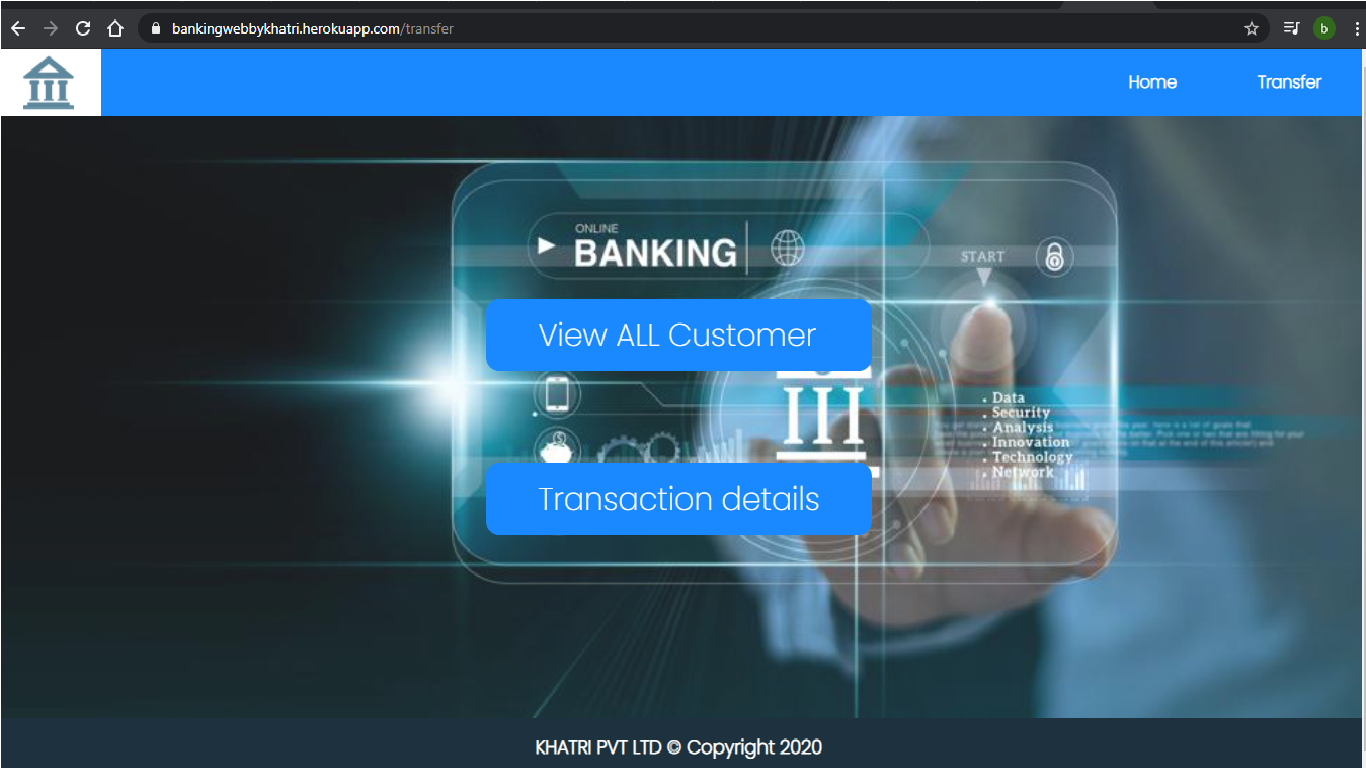 bankingwebbykhatri.herokuapp.com/transfer
b
Home
Transfer
ONLINE
BANKING
START
View ALL Customer
Data
Security
Analysis
Innovation
Technology
Network
Transaction details
KHATRI PVT LTD © Copyright 2020